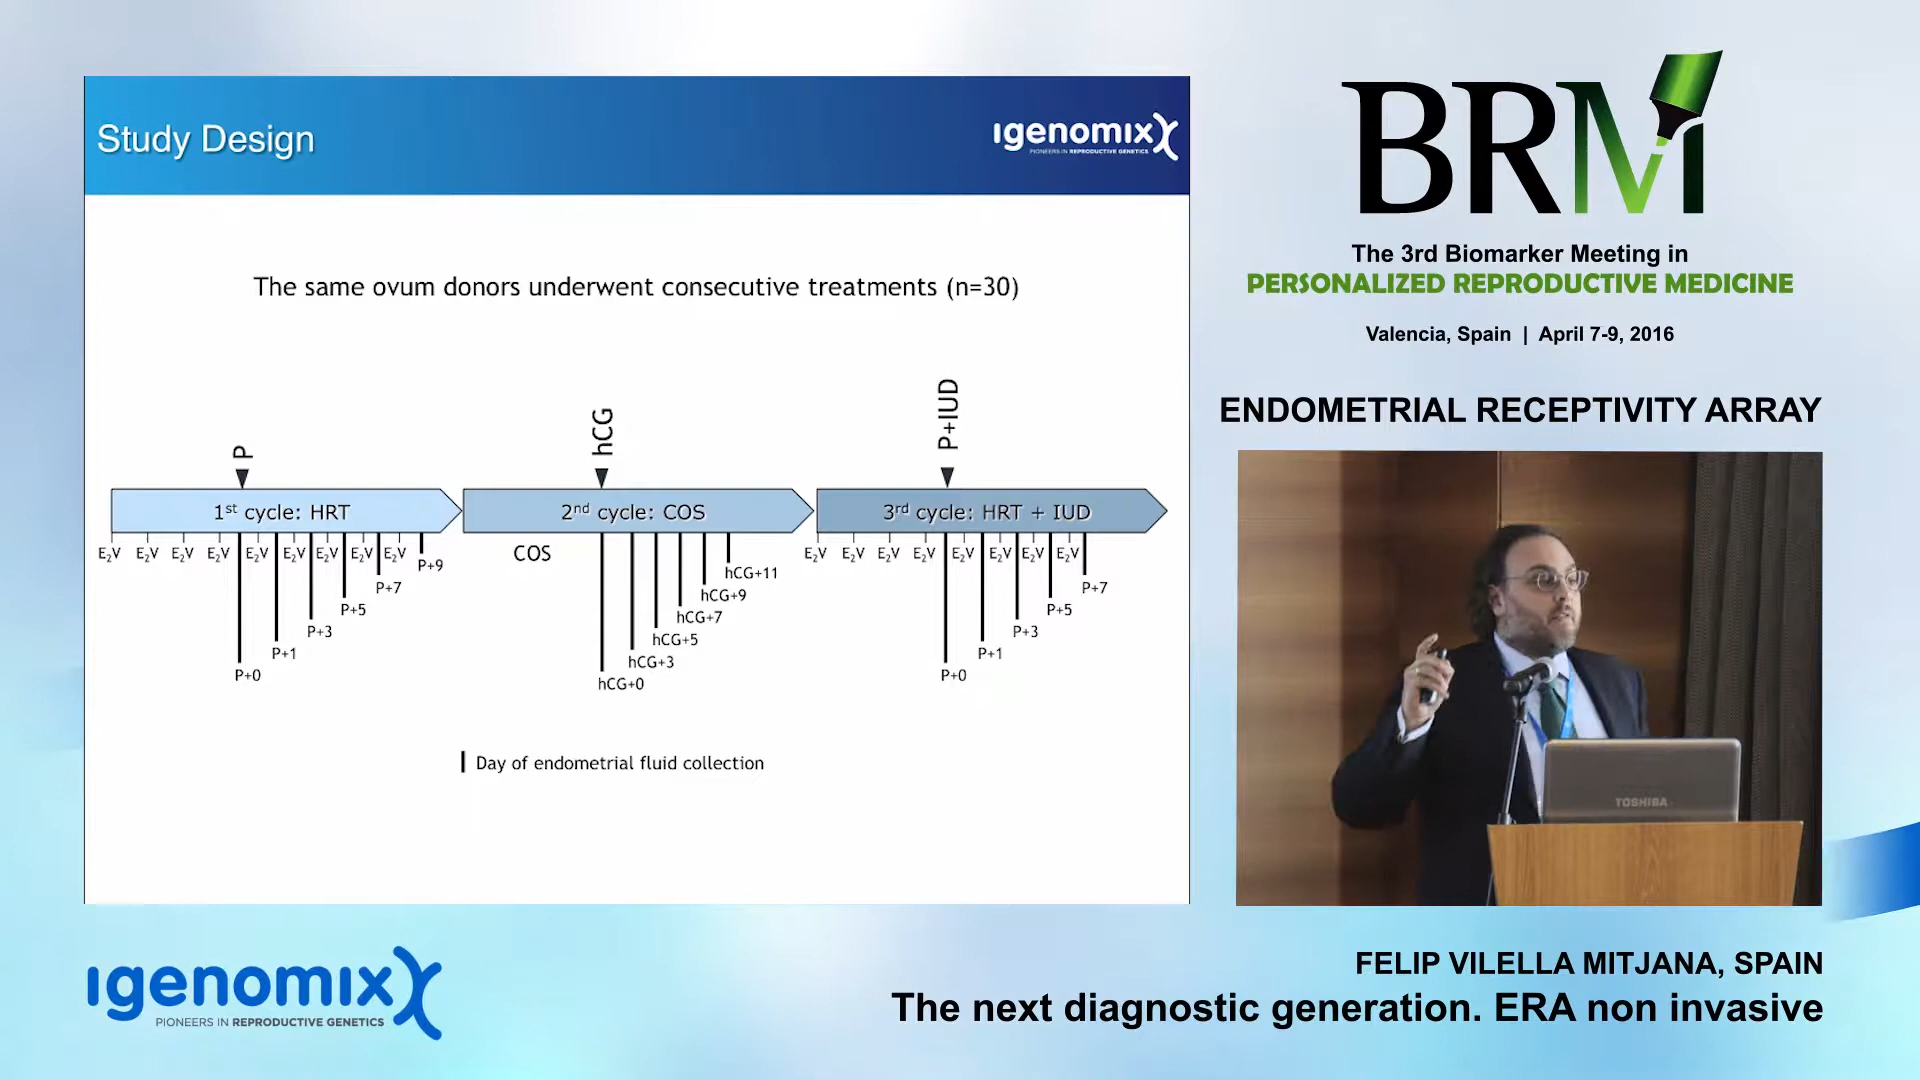 Study Design
ıgenomix
PIONEERS IN REPRODUCTIVE GENETICS
The same ovum donors underwent consecutive treatments (n=30)
P
hCG
P+IUD
1st cycle: HRT
2nd cycle: COS
3rd cycle: HRT + IUD
E2V E2V E2V E2V E2V E2V E2V E2V E2V
P+9
P+7
P+5
P+3
P+1
P+0
COS
hCG+11
hCG+9
hCG+7
hCG+5
hCG+3
hCG+0
E2V E2V E2V E2V E2V E2V E2V E2V
P+7
P+5
P+3
P+1
P+0
Day of endometrial fluid collection
BRM
The 3rd Biomarker Meeting in
PERSONALIZED REPRODUCTIVE MEDICINE
Valencia, Spain | April 7-9, 2016
ENDOMETRIAL RECEPTIVITY ARRAY
TOSHIBA
ıgenomix
PIONEERS IN REPRODUCTIVE GENETICS
FELIP VILELLA MITJANA, SPAIN
The next diagnostic generation. ERA non invasive